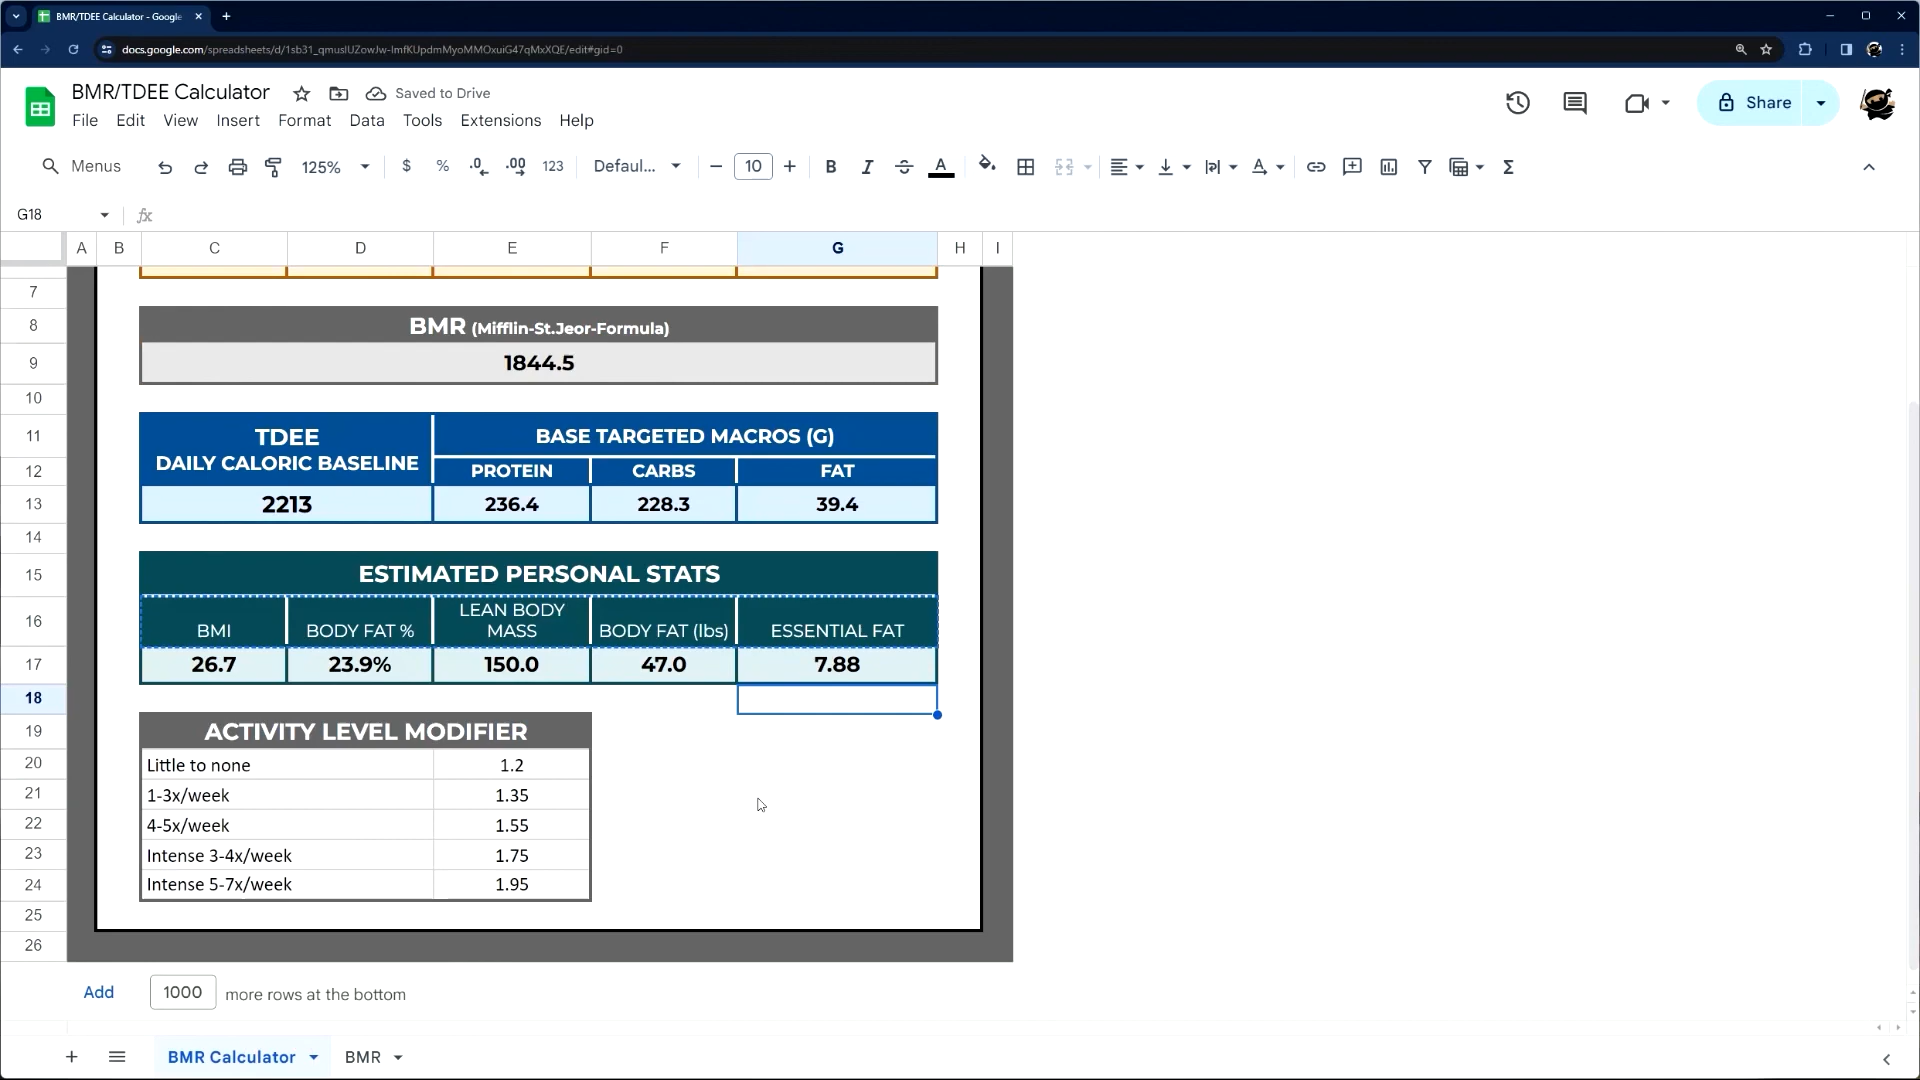 BMR/TDEE Calculator - Google
docs.google.com/spreadsheets/d/1sb31_qmuslUZowJw-lmfKUpdmMyoMMOxuiG47qMxXQE/edit#gid=0
BMR/TDEE Calculator
Saved to Drive
File Edit View Insert Format Data Tools Extensions Help
Share
Menus 125% $ % .0 .00 123 Defaul... 10 B I A
G18 fx
A B C D E F G H I
7
8 BMR (Mifflin-St.Jeor-Formula)
9 1844.5
10
11 TDEE BASE TARGETED MACROS (G)
DAILY CALORIC BASELINE
12 PROTEIN CARBS FAT
13 2213 236.4 228.3 39.4
14
15 ESTIMATED PERSONAL STATS
16 BMI BODY FAT % LEAN BODY MASS BODY FAT (lbs) ESSENTIAL FAT
17 26.7 23.9% 150.0 47.0 7.88
18
19 ACTIVITY LEVEL MODIFIER
20 Little to none 1.2
21 1-3x/week 1.35
22 4-5x/week 1.55
23 Intense 3-4x/week 1.75
24 Intense 5-7x/week 1.95
25
26
Add 1000 more rows at the bottom
BMR Calculator BMR